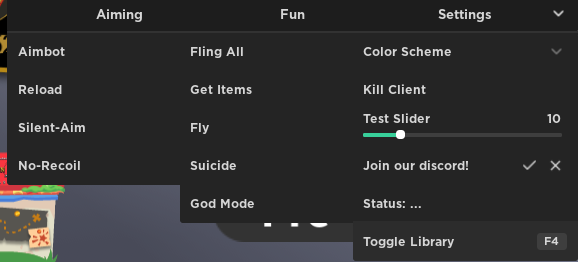 Aiming
Fun
Settings
Aimbot
Fling All
Color Scheme
Reload
Get Items
Kill Client
Test Slider
10
Silent-Aim
Fly
No-Recoil
Suicide
Join our discord!
God Mode
Status: ...
Toggle Library
F4